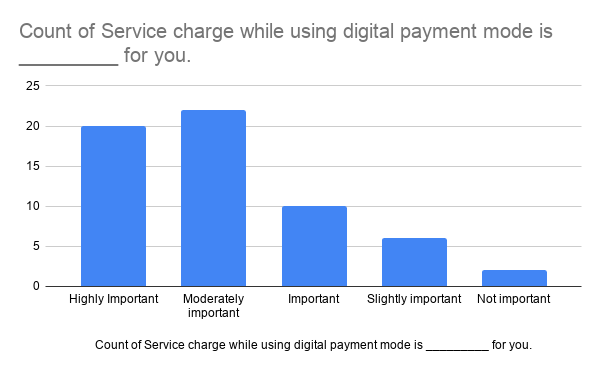 Count of Service charge while using digital payment mode is
_________ for you.
25
20
15
10
5
0
Highly Important
Moderately
important
Important
Slightly important
Not important
Count of Service charge while using digital payment mode is _________ for you.